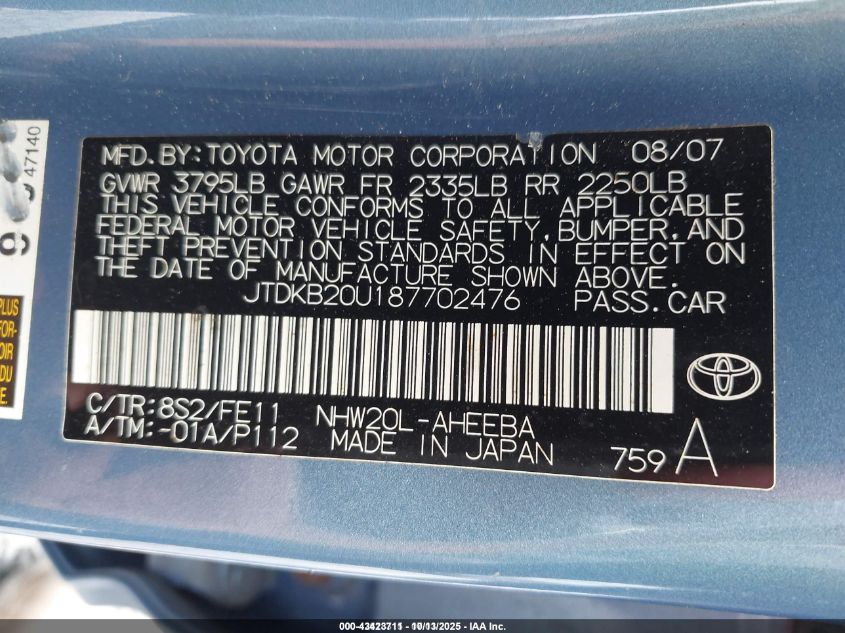 MFD.BY:TOYOTA MOTOR CORPORATION 08/07
GVWR 3795LB GAWR FR 2335LB RR 2250LB
THIS VEHICLE CONFORMS TO ALL APPLICABLE
FEDERAL MOTOR VEHICLE SAFETY,BUMPER,AND
THEFT PREVENTION STANDARDS IN EFFECT ON
THE DATE OF MANUFACTURE SHOWN ABOVE.
JTDKB20U187702476 PASS.CAR
C/TR:8S2/FE11 NHW20L-AHEEBA
A/TM:-01A/P112 MADE IN JAPAN
759 A
47140
PLUS
FOR-
OIR
DU
E.
10/13/2025 - IAA Inc.